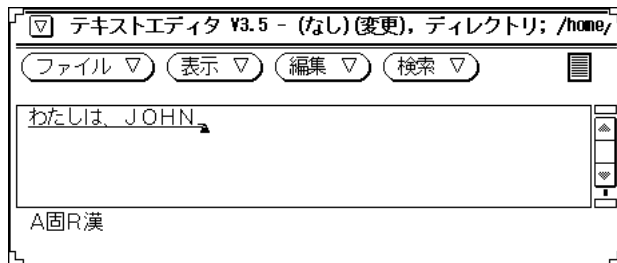 テキストエディタ V3.5 - (なし)(変更), ディレクトリ; /home/
ファイル ▽ 表示 ▽ 編集 ▽ 検索 ▽
わたしは、ＪＯＨＮ
A固R漢